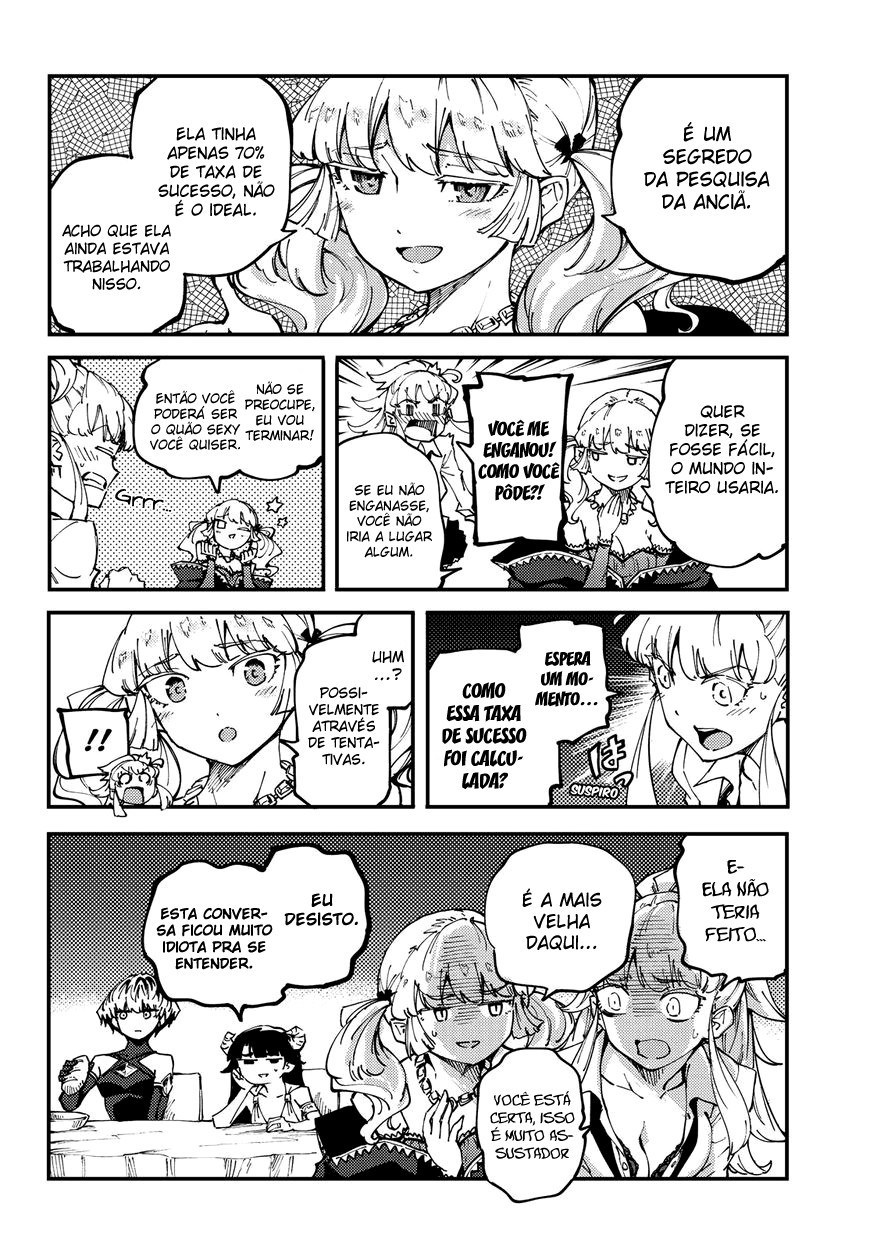 É UM
SEGREDO
DA PESQUISA
DA ANCIÃ.
ELA TINHA
APENAS 70%
DE TAXA DE
SUCESSO, NÃO
É O IDEAL.
ACHO QUE ELA
AINDA ESTAVA
TRABALHANDO
NISSO.
QUER
DIZER, SE
FOSSE FÁCIL,
O MUNDO IN-
TEIRO USARIA.
VOCÊ ME
ENGANOU!
COMO VOCÊ
PÔDE?!
SE EU NÃO
ENGANASSE,
VOCÊ NÃO
IRIA A LUGAR
ALGUM.
NÃO SE
PREOCUPE,
EU VOU
TERMINAR!
ENTÃO VOCÊ
PODERÁ SER
O QUÃO SEXY
VOCÊ QUISER.
Grrr...
ESPERA
UM MO-
MENTO...
COMO
ESSA TAXA
DE SUCESSO
FOI CALCU-
LADA?
はっ
SUSPIRO
UHM
...?
POSSI-
VELMENTE
ATRAVÉS
DE TENTA-
TIVAS.
!!
E-
ELA NÃO
TERIA
FEITO...
É A MAIS
VELHA
DAQUI...
VOCÊ ESTÁ
CERTA, ISSO
É MUITO AS-
SUSTADOR
EU
DESISTO.
ESTA CONVER-
SA FICOU MUITO
IDIOTA PRA SE
ENTENDER.